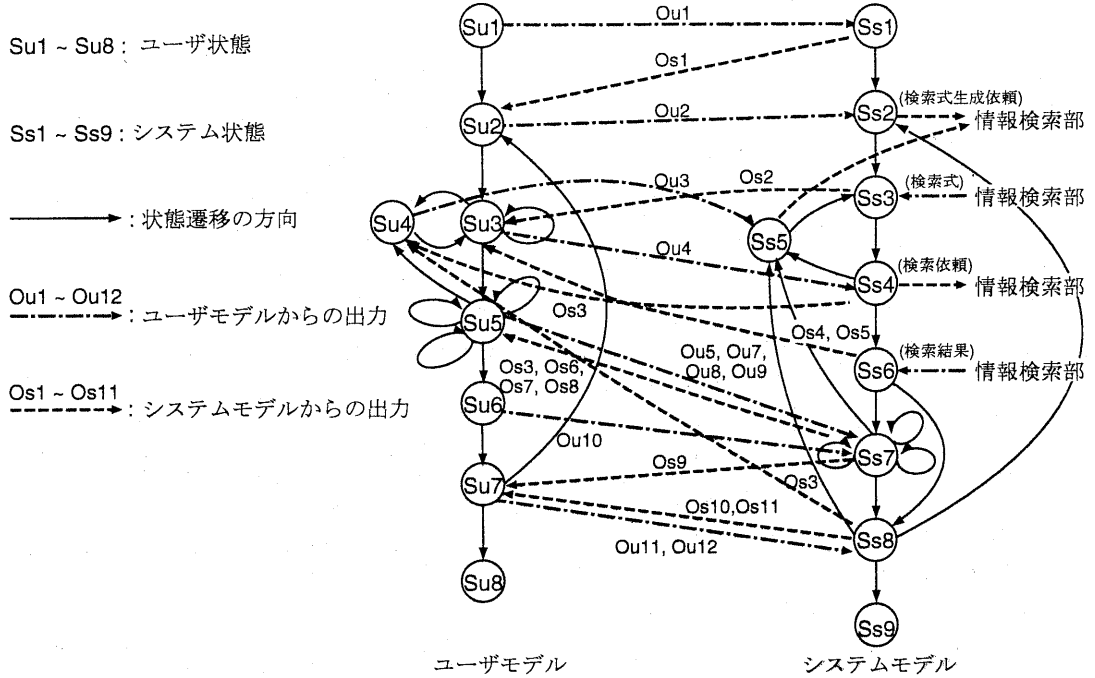 Su1 ~ Su8 : ユーザ状態
Ss1 ~ Ss9 : システム状態
: 状態遷移の方向
Ou1 ~ Ou12
: ユーザモデルからの出力
Os1 ~ Os11
: システムモデルからの出力
Su1
Ou1
Ss1
Os1
Su2
Ou2
Ss2
(検索式生成依頼)
情報検索部
Su4
Su3
Ou3
Os2
Ss3
(検索式)
情報検索部
Ss5
Ou4
Ss4
(検索依頼)
情報検索部
Su5
Os3
Os4, Os5
Os3, Os6,
Os7, Os8
Ou5, Ou7,
Ou8, Ou9
Ss6
(検索結果)
情報検索部
Su6
Ou10
Ss7
Su7
Os9
Os3
Os10,Os11
Ou11, Ou12
Ss8
Su8
Ss9
ユーザモデル
システムモデル